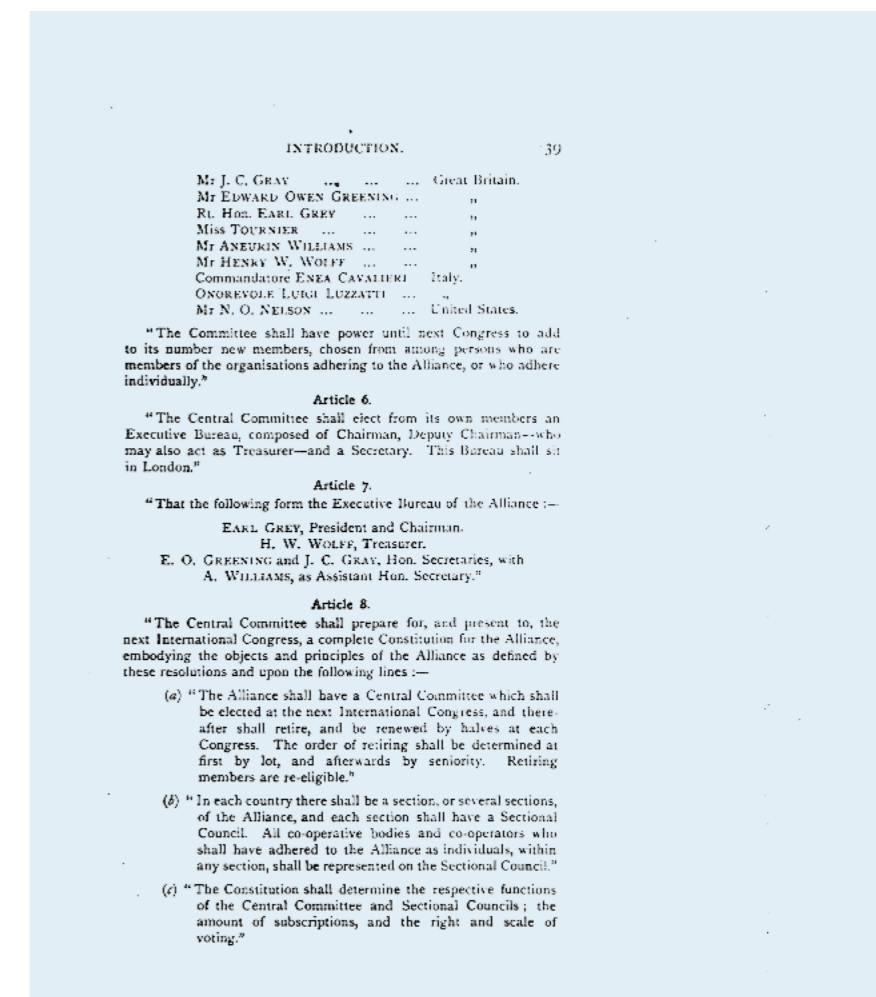 INTRODUCTION. 39
Mr J. C. GRAY ... ... ... Great Britain.
Mr EDWARD OWEN GREENING ... „
Rt. Hon. EARL GREY ... ... „
Miss TOURNIER ... ... ... „
Mr ANEURIN WILLIAMS ... ... „
Mr HENRY W. WOLFF ... ... „
Commandatore ENEA CAVALIERI Italy.
ONOREVOLE LUIGI LUZZATTI ... „
Mr N. O. NELSON ... ... ... United States.
"The Committee shall have power until next Congress to add
to its number new members, chosen from among persons who are
members of the organisations adhering to the Alliance, or who adhere
individually."
Article 6.
"The Central Committee shall elect from its own members an
Executive Bureau, composed of Chairman, Deputy Chairman--who
may also act as Treasurer—and a Secretary. This Bureau shall sit
in London."
Article 7.
"That the following form the Executive Bureau of the Alliance :—
EARL GREY, President and Chairman.
H. W. WOLFF, Treasurer.
E. O. GREENING and J. C. GRAY, Hon. Secretaries, with
A. WILLIAMS, as Assistant Hon. Secretary."
Article 8.
"The Central Committee shall prepare for, and present to, the
next International Congress, a complete Constitution for the Alliance,
embodying the objects and principles of the Alliance as defined by
these resolutions and upon the following lines :—
(a) "The Alliance shall have a Central Committee which shall
be elected at the next International Congress, and there-
after shall retire, and be renewed by halves at each
Congress. The order of retiring shall be determined at
first by lot, and afterwards by seniority. Retiring
members are re-eligible."
(b) "In each country there shall be a section, or several sections,
of the Alliance, and each section shall have a Sectional
Council. All co-operative bodies and co-operators who
shall have adhered to the Alliance as individuals, within
any section, shall be represented on the Sectional Council."
(c) "The Constitution shall determine the respective functions
of the Central Committee and Sectional Councils ; the
amount of subscriptions, and the right and scale of
voting."